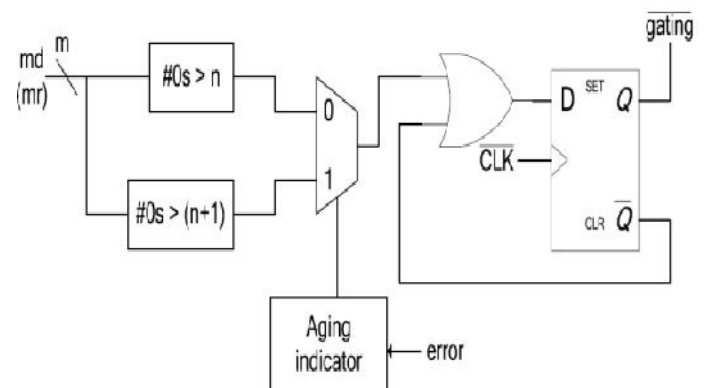 md
(mr)
m
#0s > n
#0s > (n+1)
0
1
Aging
indicator
error
D
SET
Q
CLK
CLR
Q
gating